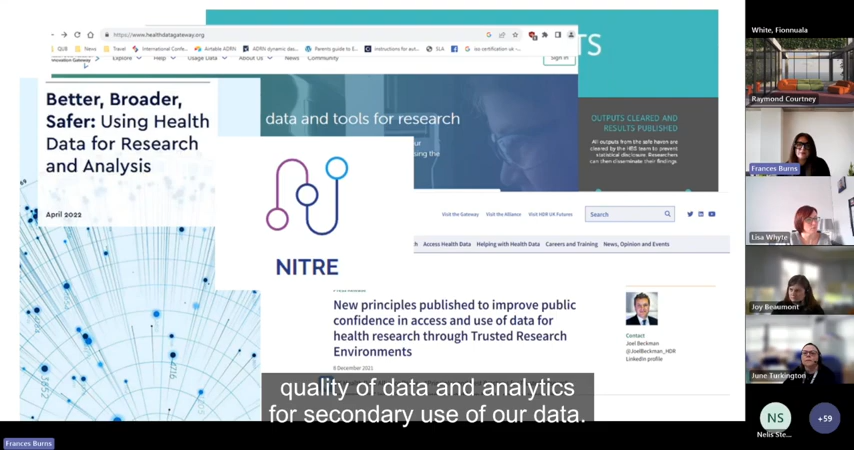 White, Fionnuala
https://www.healthdatagateway.org
QUB
News
Travel
International Confe...
Airtable ADRN
ADRN dynamic das...
Parents guide to S...
Instructions for aut...
SLA
iso certification uk -...
Innovation Gateway
Explore
Help
Usage Data
About Us
News
Community
Sign in
TS
Better, Broader,
Safer: Using Health
Data for Research
and Analysis
April 2022
data and tools for research
using the
OUTPUTS CLEARED AND
RESULTS PUBLISHED
All outputs from the safe haven are
cleared by the HBS team to prevent
statistical disclosure. Researchers
can then disseminate their findings.
NITRE
Visit the Gateway
Visit the Alliance
Visit HDR UK Futures
Search
Access Health Data
Helping with Health Data
Careers and Training
News, Opinion and Events
New principles published to improve public
confidence in access and use of data for
health research through Trusted Research
Environments
8 December 2021
Contact
Joel Beckman
@JoelBeckman_HDR
LinkedIn profile
quality of data and analytics
for secondary use of our data.
Raymond Courtney
Frances Burns
Lisa Whyte
Joy Beaumont
June Turkington
NS
Nelis Ste...
+59
Frances Burns